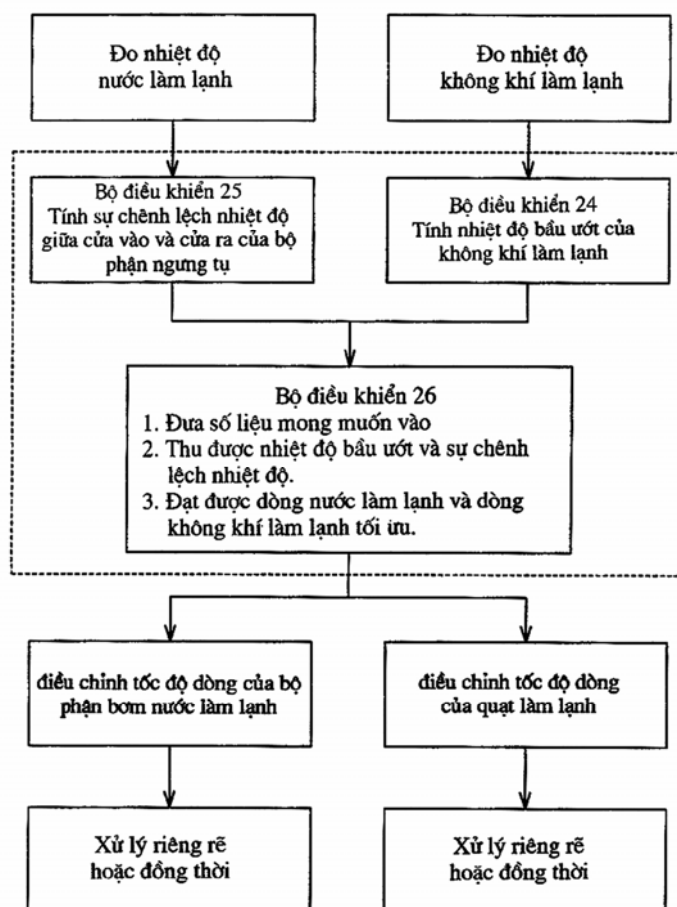 Đo nhiệt độ
nước làm lạnh
Đo nhiệt độ
không khí làm lạnh
Bộ điều khiển 25
Tính sự chênh lệch nhiệt độ
giữa cửa vào và cửa ra của bộ
phận ngưng tụ
Bộ điều khiển 24
Tính nhiệt độ bầu ướt của
không khí làm lạnh
Bộ điều khiển 26
1. Đưa số liệu mong muốn vào
2. Thu được nhiệt độ bầu ướt và sự chênh
lệch nhiệt độ.
3. Đạt được dòng nước làm lạnh và dòng
không khí làm lạnh tối ưu.
điều chỉnh tốc độ dòng của bộ
phận bơm nước làm lạnh
điều chỉnh tốc độ dòng
của quạt làm lạnh
Xử lý riêng rẽ
hoặc đồng thời
Xử lý riêng rẽ
hoặc đồng thời